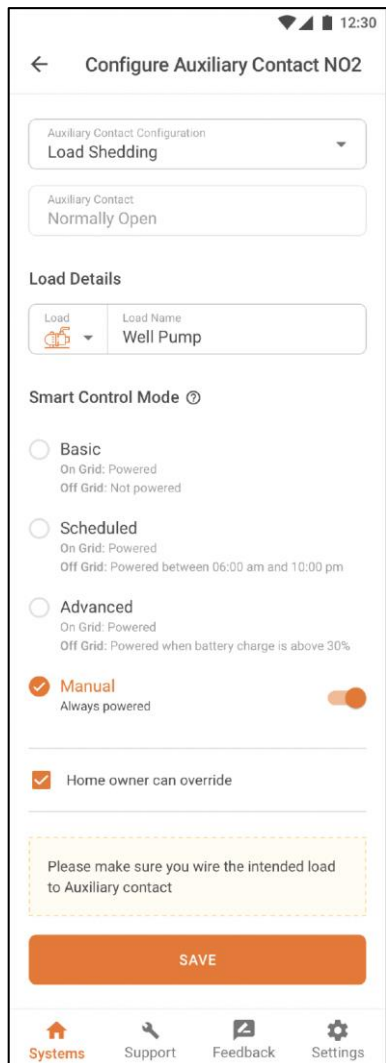 12:30
Configure Auxiliary Contact NO2
Auxiliary Contact Configuration
Load Shedding
Auxiliary Contact
Normally Open
Load Details
Load
Load Name
Well Pump
Smart Control Mode
Basic
On Grid: Powered
Off Grid: Not powered
Scheduled
On Grid: Powered
Off Grid: Powered between 06:00 am and 10:00 pm
Advanced
On Grid: Powered
Off Grid: Powered when battery charge is above 30%
Manual
Always powered
Home owner can override
Please make sure you wire the intended load
to Auxiliary contact
SAVE
Systems Support Feedback Settings